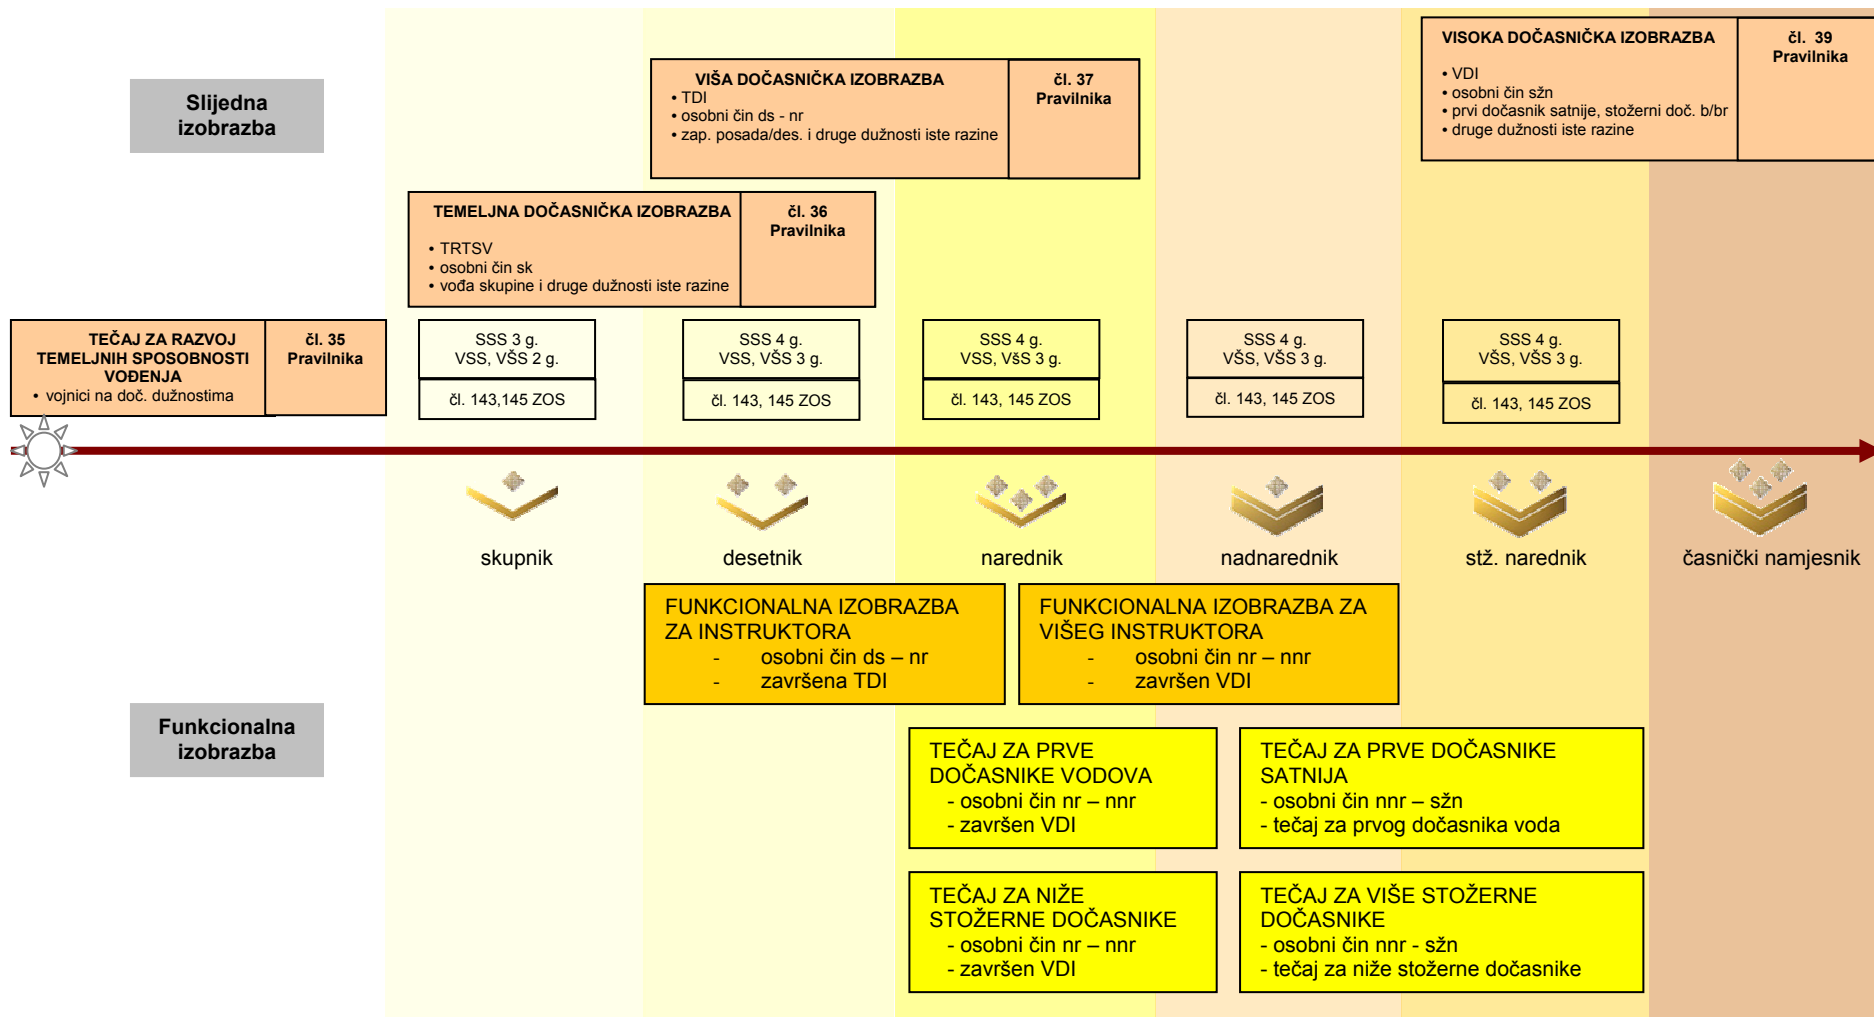 VISOKA DOČASNIČKA IZOBRAZBA
• VDI
• osobni čin sžn
• prvi dočasnik satnije, stožerni doč. b/br
• druge dužnosti iste razine
čl. 39
Pravilnika
Slijedna
izobrazba
VIŠA DOČASNIČKA IZOBRAZBA
• TDI
• osobni čin ds - nr
• zap. posada/des. i druge dužnosti iste razine
čl. 37
Pravilnika
TEMELJNA DOČASNIČKA IZOBRAZBA
• TRTSV
• osobni čin sk
• vođa skupine i druge dužnosti iste razine
čl. 36
Pravilnika
TEČAJ ZA RAZVOJ
TEMELJNIH SPOSOBNOSTI
VOĐENJA
• vojnici na doč. dužnostima
čl. 35
Pravilnika
SSS 3 g.
VSS, VŠS 2 g.
čl. 143,145 ZOS
SSS 4 g.
VSS, VŠS 3 g.
čl. 143, 145 ZOS
SSS 4 g.
VSS, VšS 3 g.
čl. 143, 145 ZOS
SSS 4 g.
VŠS, VŠS 3 g.
čl. 143, 145 ZOS
SSS 4 g.
VŠS, VŠS 3 g.
čl. 143, 145 ZOS
skupnik
desetnik
narednik
nadnarednik
stž. narednik
časnički namjesnik
FUNKCIONALNA IZOBRAZBA
ZA INSTRUKTORA
- osobni čin ds – nr
- završena TDI
FUNKCIONALNA IZOBRAZBA ZA
VIŠEG INSTRUKTORA
- osobni čin nr – nnr
- završen VDI
Funkcionalna
izobrazba
TEČAJ ZA PRVE
DOČASNIKE VODOVA
- osobni čin nr – nnr
- završen VDI
TEČAJ ZA PRVE DOČASNIKE
SATNIJA
- osobni čin nnr – sžn
- tečaj za prvog dočasnika voda
TEČAJ ZA NIŽE
STOŽERNE DOČASNIKE
- osobni čin nr – nnr
- završen VDI
TEČAJ ZA VIŠE STOŽERNE
DOČASNIKE
- osobni čin nnr - sžn
- tečaj za niže stožerne dočasnike